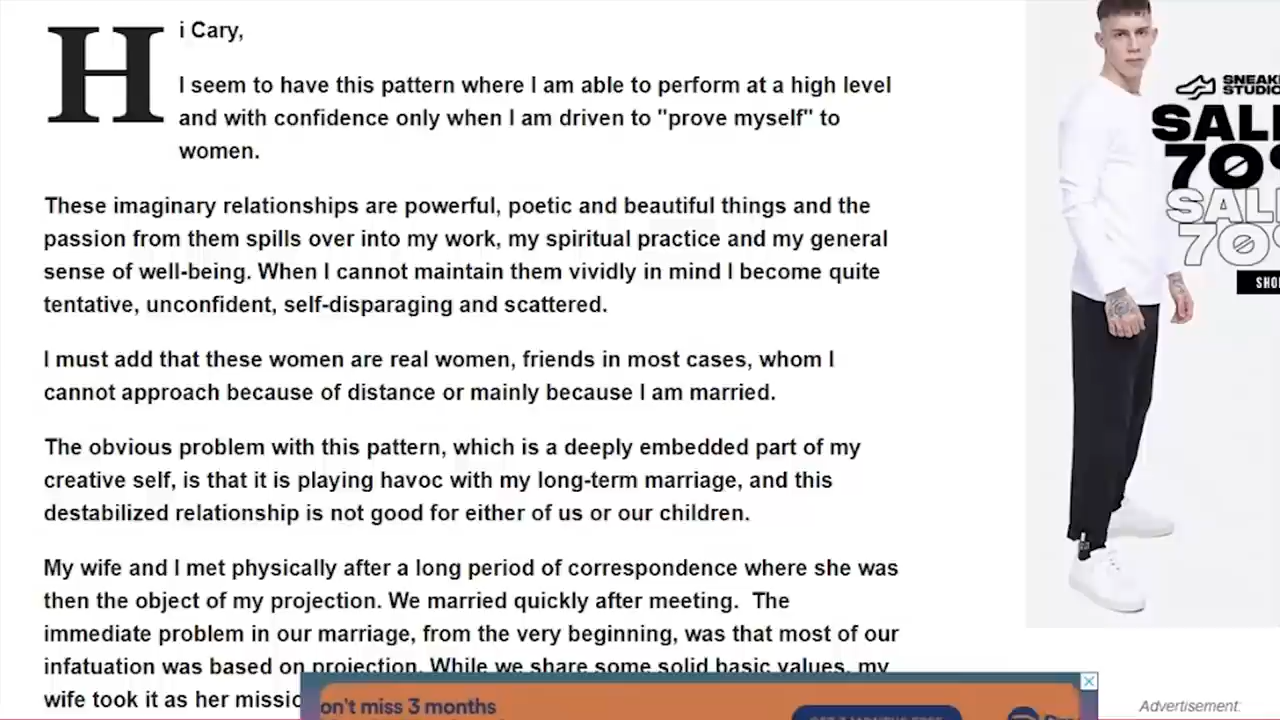 Hi Cary,
I seem to have this pattern where I am able to perform at a high level
and with confidence only when I am driven to "prove myself" to
women.
These imaginary relationships are powerful, poetic and beautiful things and the
passion from them spills over into my work, my spiritual practice and my general
sense of well-being. When I cannot maintain them vividly in mind I become quite
tentative, unconfident, self-disparaging and scattered.
I must add that these women are real women, friends in most cases, whom I
cannot approach because of distance or mainly because I am married.
The obvious problem with this pattern, which is a deeply embedded part of my
creative self, is that it is playing havoc with my long-term marriage, and this
destabilized relationship is not good for either of us or our children.
My wife and I met physically after a long period of correspondence where she was
then the object of my projection. We married quickly after meeting. The
immediate problem in our marriage, from the very beginning, was that most of our
infatuation was based on projection. While we share some solid basic values, my
wife took it as her missio
SNEAK
STUDIO
SAL
70
SAL
70
SHO
on't miss 3 months
Advertisement: